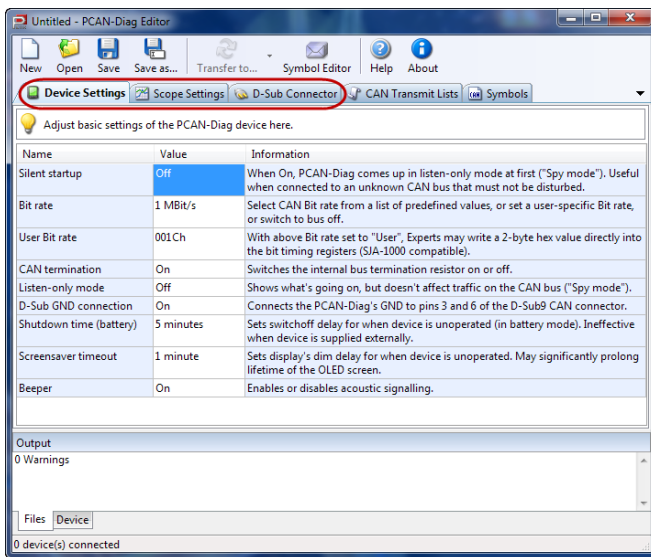 Untitled - PCAN-Diag Editor
New Open Save Save as... Transfer to... Symbol Editor Help About
Device Settings Scope Settings D-Sub Connector CAN Transmit Lists Symbols
Adjust basic settings of the PCAN-Diag device here.
Name Value Information
Silent startup Off When On, PCAN-Diag comes up in listen-only mode at first ("Spy mode"). Useful
when connected to an unknown CAN bus that must not be disturbed.
Bit rate 1 MBit/s Select CAN Bit rate from a list of predefined values, or set a user-specific Bit rate,
or switch to bus off.
User Bit rate 001Ch With above Bit rate set to "User", Experts may write a 2-byte hex value directly into
the bit timing registers (SJA-1000 compatible).
CAN termination On Switches the internal bus termination resistor on or off.
Listen-only mode Off Shows what's going on, but doesn't affect traffic on the CAN bus ("Spy mode").
D-Sub GND connection On Connects the PCAN-Diag's GND to pins 3 and 6 of the D-Sub9 CAN connector.
Shutdown time (battery) 5 minutes Sets switchoff delay for when device is unoperated (in battery mode). Ineffective
when device is supplied externally.
Screensaver timeout 1 minute Sets display's dim delay for when device is unoperated. May significantly prolong
lifetime of the OLED screen.
Beeper On Enables or disables acoustic signalling.
Output
0 Warnings
Files Device
0 device(s) connected